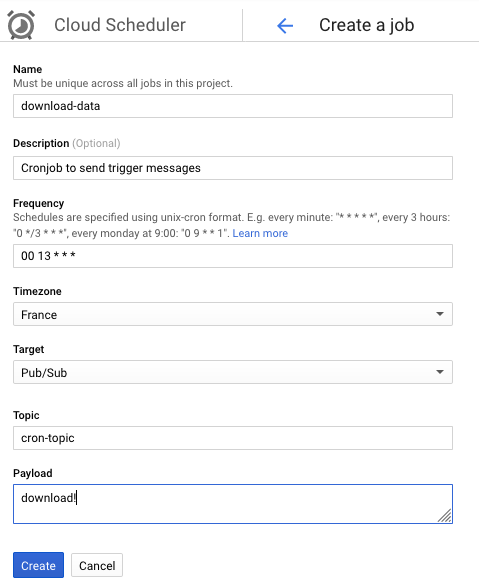 Cloud Scheduler
Create a job
Name
Must be unique across all jobs in this project.
download-data
Description (Optional)
Cronjob to send trigger messages
Frequency
Schedules are specified using unix-cron format. E.g. every minute: "* * * * *", every 3 hours:
"0 */3 * * *", every monday at 9:00: "0 9 * * 1". Learn more
00 13 * * *
Timezone
France
Target
Pub/Sub
Topic
cron-topic
Payload
download!
Create
Cancel